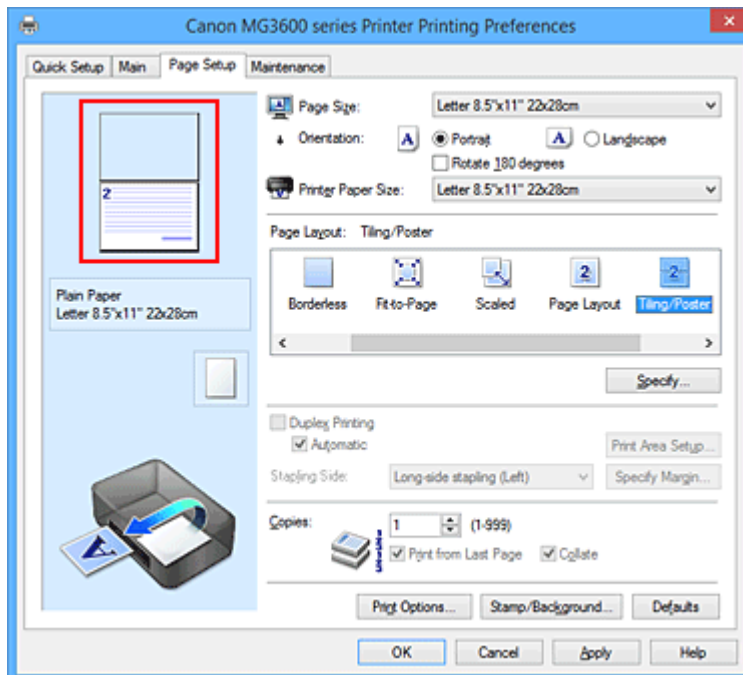 Canon MG3600 series Printer Printing Preferences
Quick Setup Main Page Setup Maintenance
Page Size: Letter 8.5"x11" 22x28cm
Orientation: A Portrait A Landscape
Rotate 180 degrees
Printer Paper Size: Letter 8.5"x11" 22x28cm
2
Page Layout: Tiling/Poster
2 2
Borderless Fit-to-Page Scaled Page Layout Tiling/Poster
Plain Paper
Letter 8.5"x11" 22x28cm
Specify...
Duplex Printing
Automatic Print Area Setup...
Stapling Side: Long-side stapling (Left) Specify Margin...
Copies: 1 (1-999)
Print from Last Page Collate
A
Print Options... Stamp/Background... Defaults
OK Cancel Apply Help